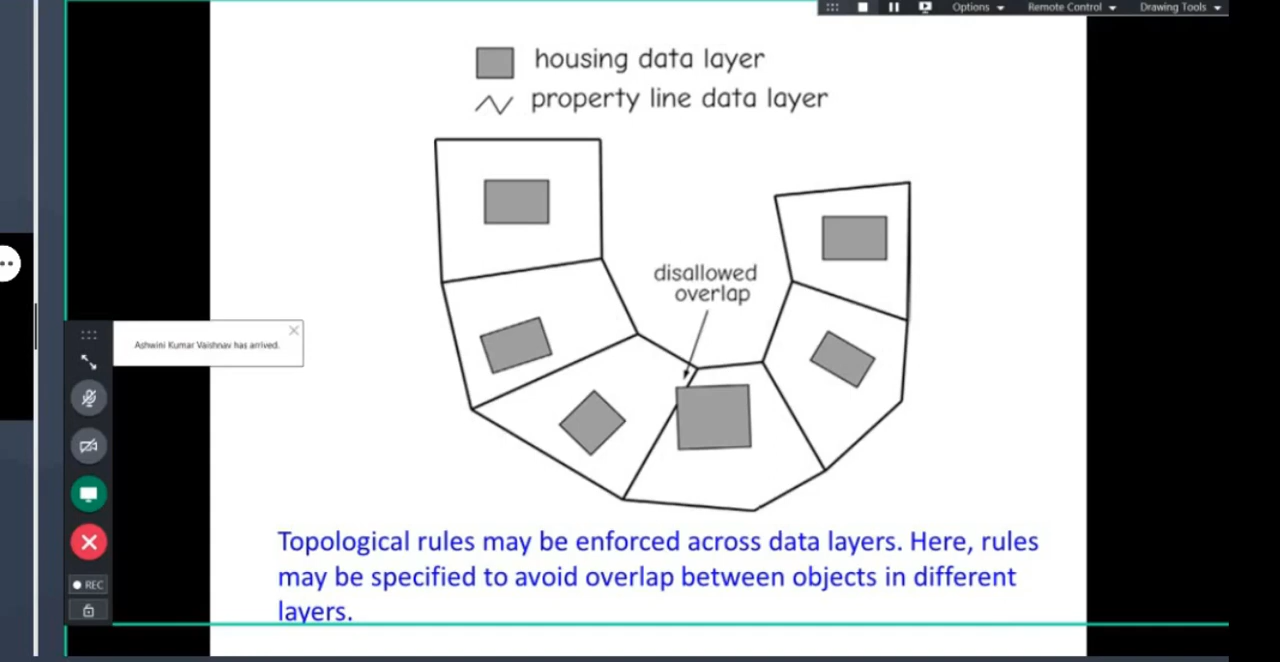 Options
Remote Control
Drawing Tools
housing data layer
property line data layer
disallowed
overlap
Ashwini Kumar Vaishnav has arrived.
REC
Topological rules may be enforced across data layers. Here, rules
may be specified to avoid overlap between objects in different
layers.